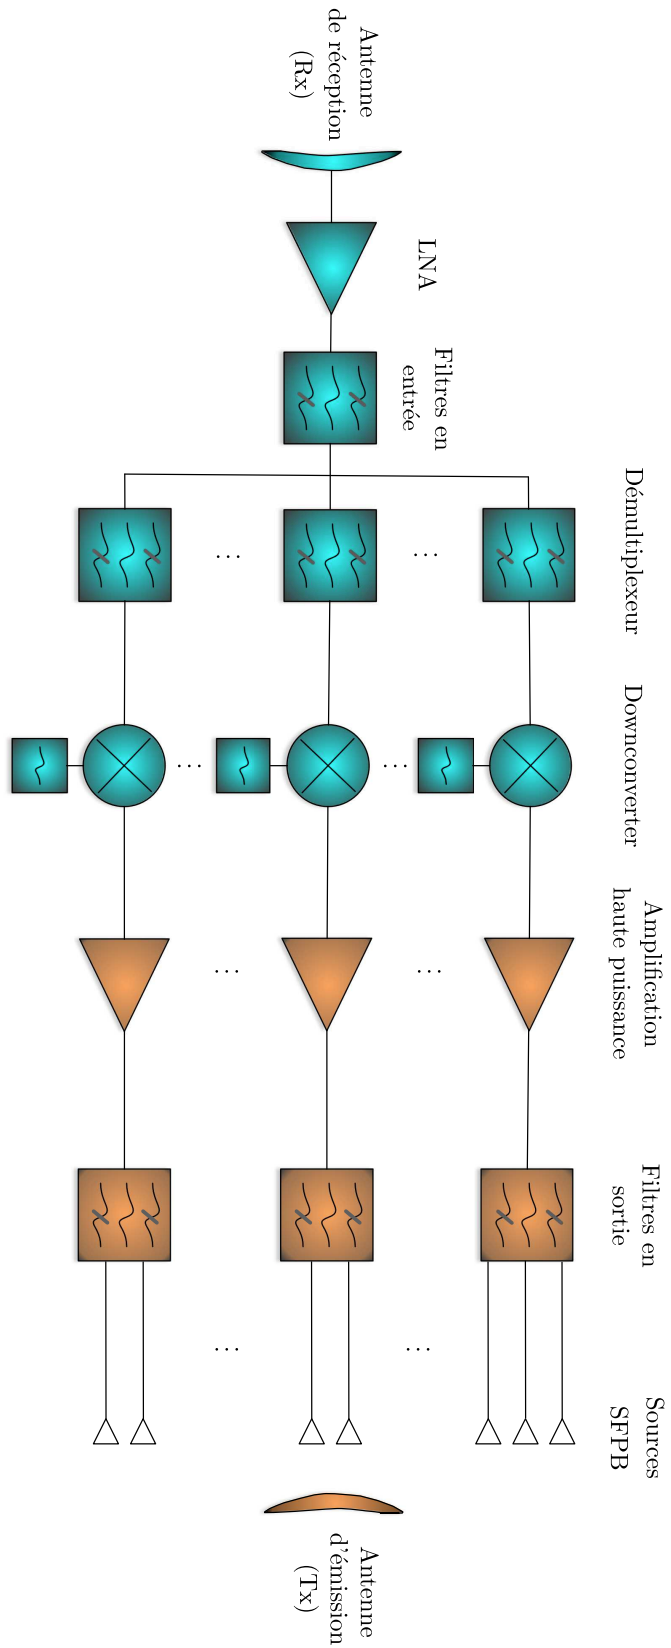 Antenne
de réception
(Rx)
LNA
Filtres en
entrée
Démultiplexeur
...
...
Downconverter
...
...
Amplification
haute puissance
...
...
Filtres en
sortie
...
...
Sources
SFPB
Antenne
d'émission
(Tx)